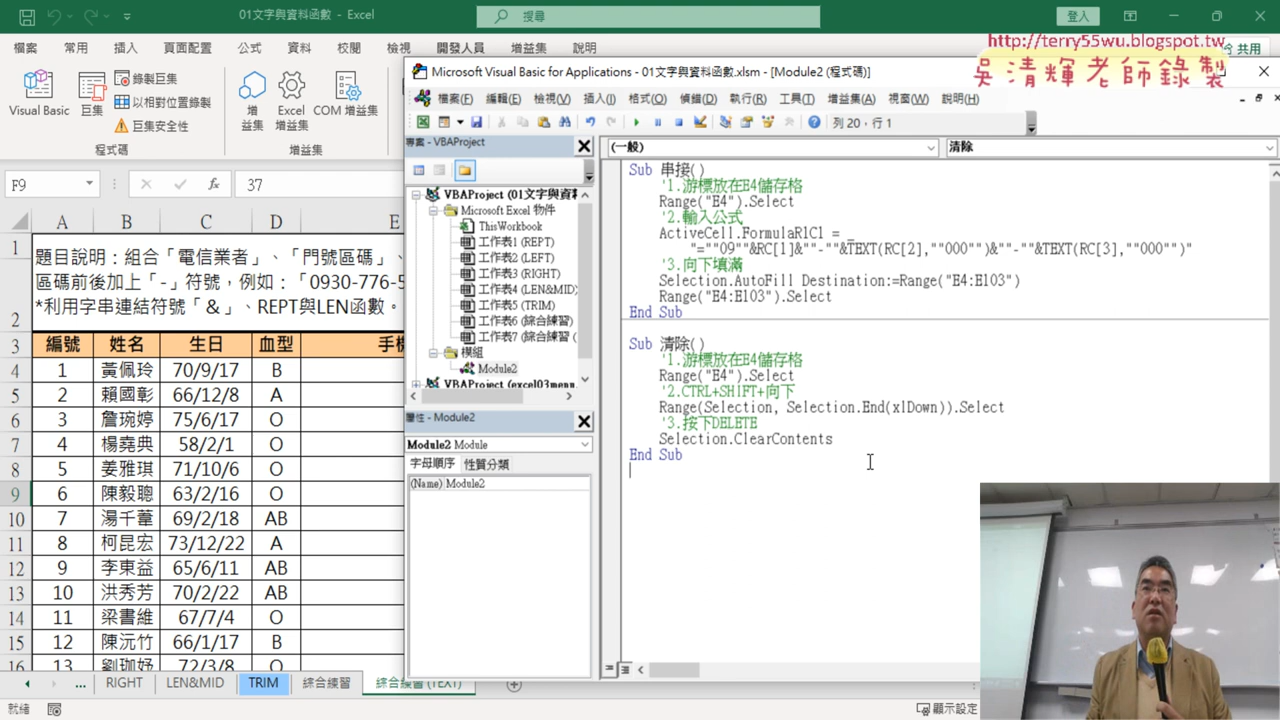 01文字與資料函數 - Excel
搜尋
登入
檔案 常用 插入 頁面配置 公式 資料 校閱 檢視 開發人員 增益集 說明
共用
http://terry55wu.blogspot.tw
吳清輝老師錄製
Visual Basic
巨集
錄製巨集
以相對位置錄製
巨集安全性
程式碼
增益集
Excel 增益集
COM 增益集
增益集
F9
fx
37
A B C D E
1 題目說明：組合「電信業者」、「門號區碼」、
區碼前後加上「-」符號，例如：「0930-776-5
2 *利用字串連結符號「&」、REPT與LEN函數。
3 編號 姓名 生日 血型 手
4 1 黃佩玲 70/9/17 B
5 2 賴國彰 66/12/8 A
6 3 詹琬婷 75/6/17 O
7 4 楊堯典 58/2/1 O
8 5 姜雅琪 71/10/6 O
9 6 陳毅聰 63/2/16 O
10 7 湯千葦 69/2/18 AB
11 8 柯昆宏 73/12/22 A
12 9 李東益 65/6/11 AB
13 10 洪秀芳 70/2/22 AB
14 11 梁書維 67/7/4 O
15 12 陳沅竹 66/1/17 B
16 13 劉珈妤 72/3/8 O
... RIGHT LEN&MID TRIM 綜合練習 綜合練習 (TEXT)
就緒
顯示設定
Microsoft Visual Basic for Applications - 01文字與資料函數.xlsm - [Module2 (程式碼)]
檔案(F) 編輯(E) 檢視(V) 插入(I) 格式(O) 偵錯(D) 執行(R) 工具(T) 增益集(A) 視窗(W) 說明(H)
列 20，行 1
專案 - VBAProject
VBAProject (01文字與資料
Microsoft Excel 物件
ThisWorkbook
工作表1 (REPT)
工作表2 (LEFT)
工作表3 (RIGHT)
工作表4 (LEN&MID)
工作表5 (TRIM)
工作表6 (綜合練習)
工作表7 (綜合練習 (
模組
Module2
VBAProject (excel03menu.
屬性 - Module2
Module2 Module
字母順序 性質分類
(Name) Module2
(一般)
清除
Sub 串接()
'1.游標放在E4儲存格
Range("E4").Select
'2.輸入公式
ActiveCell.FormulaR1C1 = _
"=""09""&RC[1]&""-""&TEXT(RC[2],""000"")&""-""&TEXT(RC[3],""000"")"
'3.向下填滿
Selection.AutoFill Destination:=Range("E4:E103")
Range("E4:E103").Select
End Sub
Sub 清除()
'1.游標放在E4儲存格
Range("E4").Select
'2.CTRL+SHIFT+向下
Range(Selection, Selection.End(xlDown)).Select
'3.按下DELETE
Selection.ClearContents
End Sub